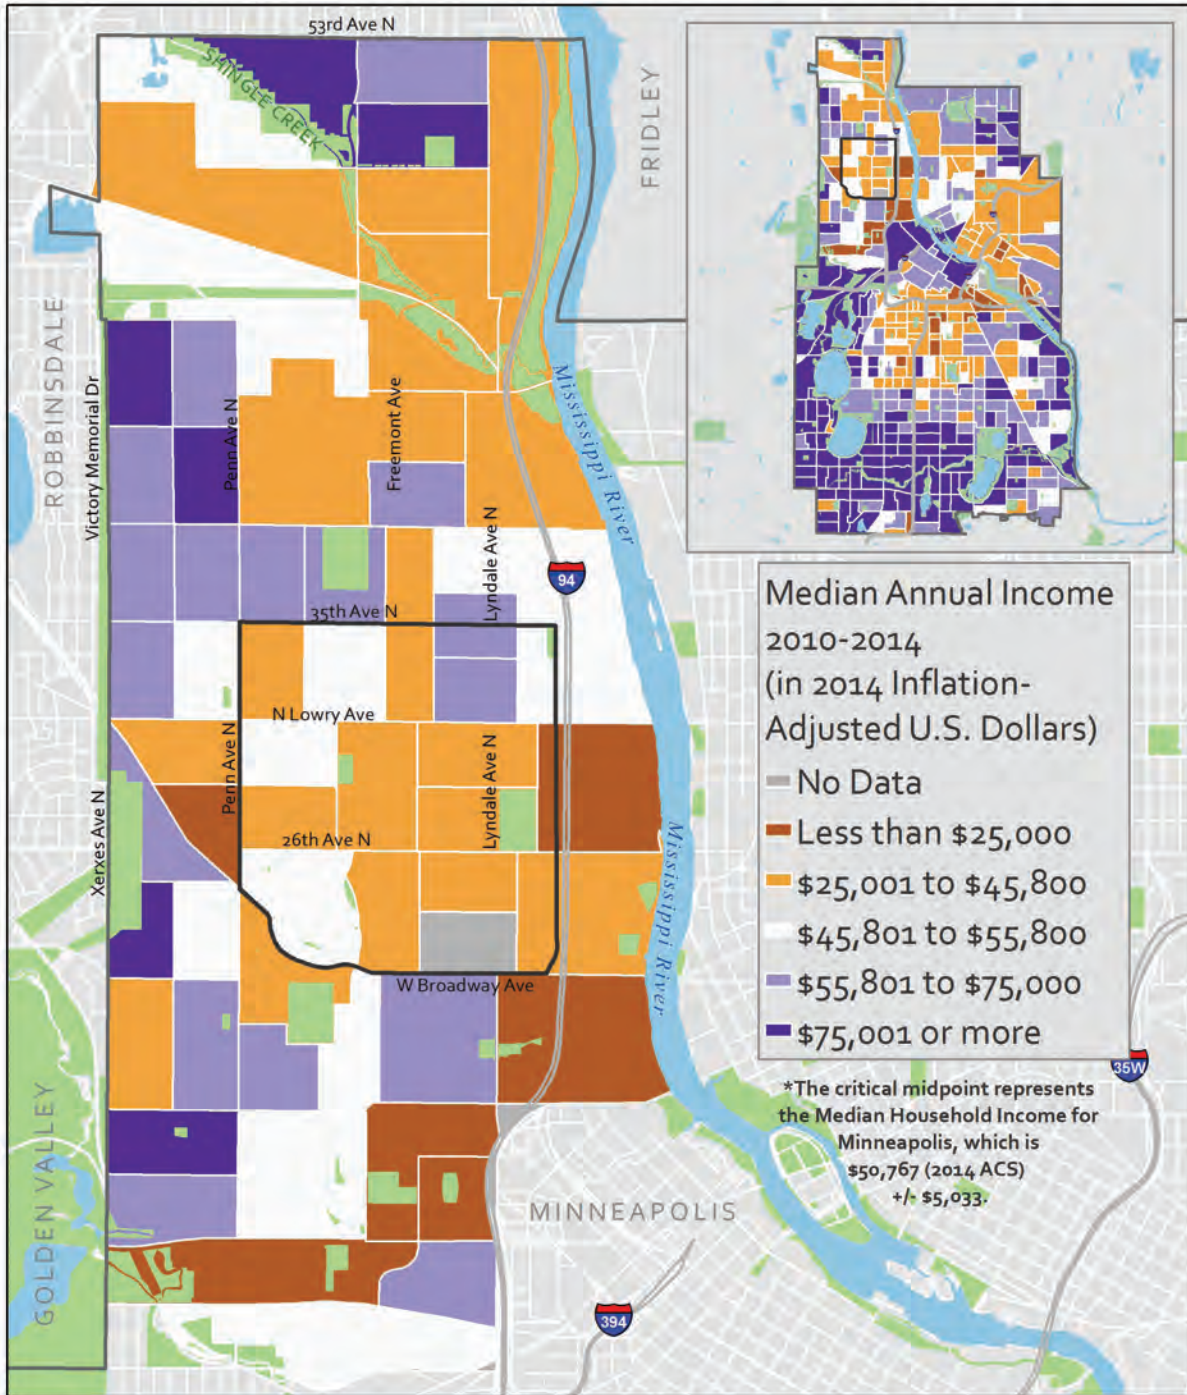 53rd Ave N
SHINGLE CREEK
FRIDLEY
ROBBINSDALE
Victory Memorial Dr
Penn Ave N
Freemont Ave
Mississippi River
Lyndale Ave N
94
35th Ave N
N Lowry Ave
Penn Ave N
Lyndale Ave N
26th Ave N
Xerxes Ave N
Mississippi River
W Broadway Ave
GOLDEN VALLEY
MINNEAPOLIS
394
35W
Median Annual Income
2010-2014
(in 2014 Inflation-
Adjusted U.S. Dollars)
No Data
Less than $25,000
$25,001 to $45,800
$45,801 to $55,800
$55,801 to $75,000
$75,001 or more
*The critical midpoint represents
the Median Household Income for
Minneapolis, which is
$50,767 (2014 ACS)
+/- $5,033.